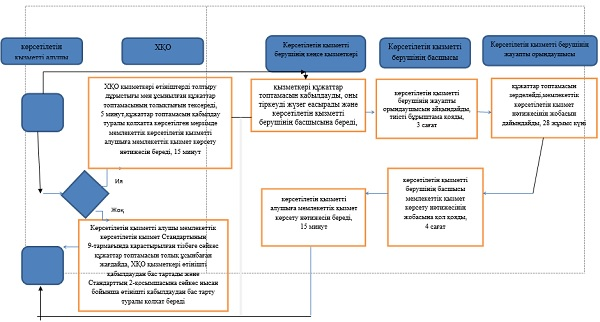 көрсетілетін
қызметті алушы
ХҚО
Көрсетілетін қызметті
берушінің кеңсе қызметкері
Көрсетілетін қызметті
берушінің басшысы
Көрсетілетін қызметті берушінің
жауапты орындаушысы
ХҚО қызметкері өтініштерді толтыру
дұрыстығы мен ұсынылған құжаттар
топтамасының толықтығын тексереді,
5 минут,құжаттар топтамасын қабылдау
туралы қолхатта көрсетілген мерзімде
мемлекеттік көрсетілетін қызметті
алушыға мемлекеттік қызмет көрсету
нәтижесін береді, 15 минут
қызметкері құжаттар
топтамасын қабылдауды, оны
тіркеуді жүзег еасырады және
көрсетілетін қызметті
берушінің басшысына береді,
көрсетілетін қызметті
берушінің жауапты
орындаушысын айқындайды,
тиісті бұрыштама қояды,
3 сағат
құжаттар топтамасын
зерделейді,мемлекеттік
көрсетілетін қызмет
нәтижесінің жобасын
дайындайды, 28 жұмыс күні
Ия
Жоқ
көрсетілетін қызметті
алушыға мемлекеттік қызмет
көрсету нәтижесін береді,
15 минут
көрсетілетін қызметті
берушінің басшысы
мемлекеттік қызмет
көрсету нәтижесінің
жобасына қол қояды,
4 сағат
Көрсетілетін қызметті алушы мемлекеттік
көрсетілетін қызмет Стандартының
9-тармағында қарастырылған тізбеге сәйкес
құжаттар топтамасын толық ұсынбаған
жағдайда, ХҚО қызметкері өтінішті
қабылдаудан бас тартады және
Стандарттың 2-қосымшасына сәйкес нысан
бойынша өтінішті қабылдаудан бас тарту
туралы қолхат береді